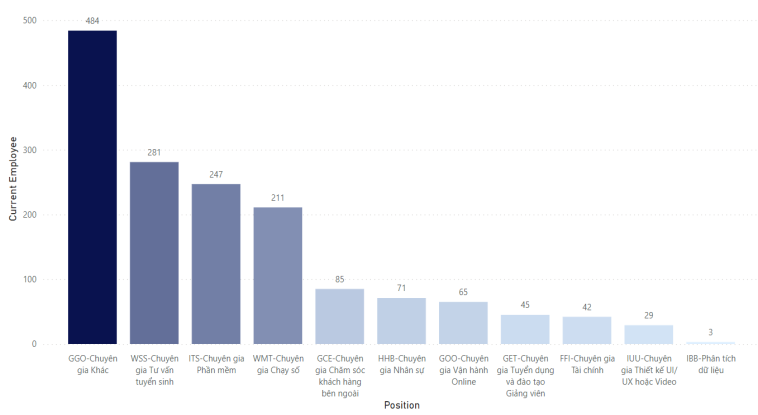 500
484
400
300
281
247
211
200
100
85
71
65
45
42
29
3
0
Current Employee
GGO-Chuyên
gia Khác
WSS-Chuyên
gia Tư vấn
tuyển sinh
ITS-Chuyên gia
Phần mềm
WMT-Chuyên
gia Chạy số
GCE-Chuyên
gia Chăm sóc
khách hàng
bên ngoài
HHB-Chuyên
gia Nhân sự
GOO-Chuyên
gia Vận hành
Online
GET-Chuyên
gia Tuyển dụng
và đào tạo
Giảng viên
FFI-Chuyên gia
Tài chính
IUU-Chuyên
gia Thiết kế UI/
UX hoặc Video
IBB-Phân tích
dữ liệu
Position